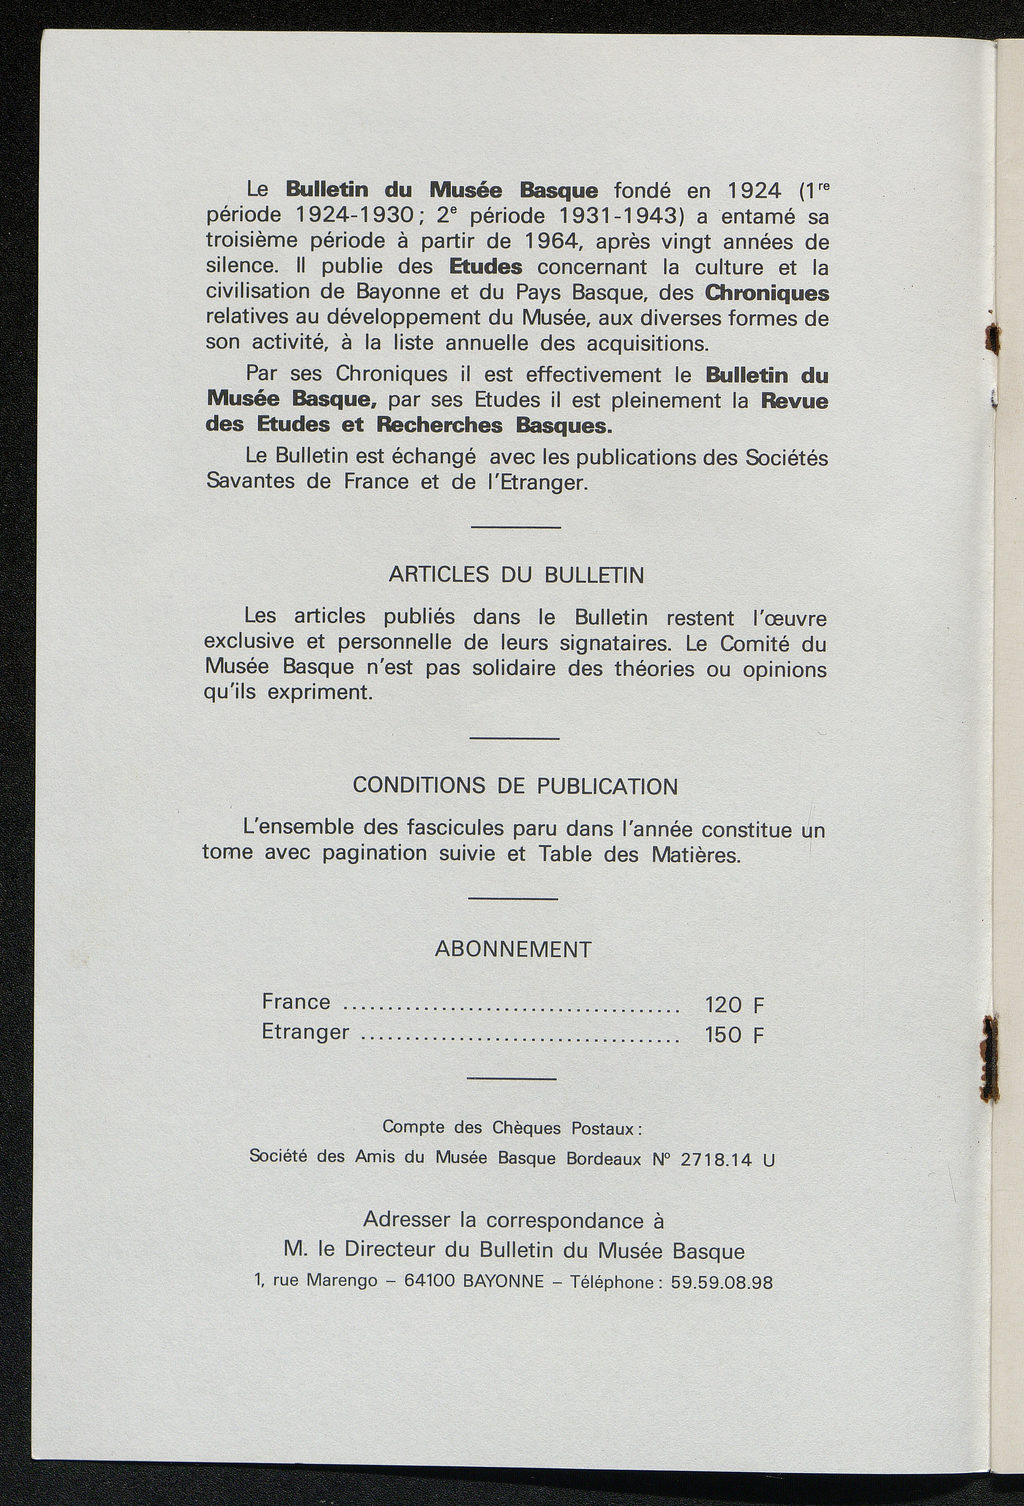 Le Bulletin du Musée Basque fondé en 1924 (1re
période 1924-1930 ; 2e période 1931-1943) a entamé sa
troisième période à partir de 1964, après vingt années de
silence. Il publie des Etudes concernant la culture et la
civilisation de Bayonne et du Pays Basque, des Chroniques
relatives au développement du Musée, aux diverses formes de
son activité, à la liste annuelle des acquisitions.
Par ses Chroniques il est effectivement le Bulletin du
Musée Basque, par ses Etudes il est pleinement la Revue
des Etudes et Recherches Basques.
Le Bulletin est échangé avec les publications des Sociétés
Savantes de France et de l'Etranger.
ARTICLES DU BULLETIN
Les articles publiés dans le Bulletin restent l'œuvre
exclusive et personnelle de leurs signataires. Le Comité du
Musée Basque n'est pas solidaire des théories ou opinions
qu'ils expriment.
CONDITIONS DE PUBLICATION
L'ensemble des fascicules paru dans l'année constitue un
tome avec pagination suivie et Table des Matières.
ABONNEMENT
France ...................................... 120 F
Etranger .................................... 150 F
Compte des Chèques Postaux :
Société des Amis du Musée Basque Bordeaux N° 2718.14 U
Adresser la correspondance à
M. le Directeur du Bulletin du Musée Basque
1, rue Marengo – 64100 BAYONNE – Téléphone : 59.59.08.98